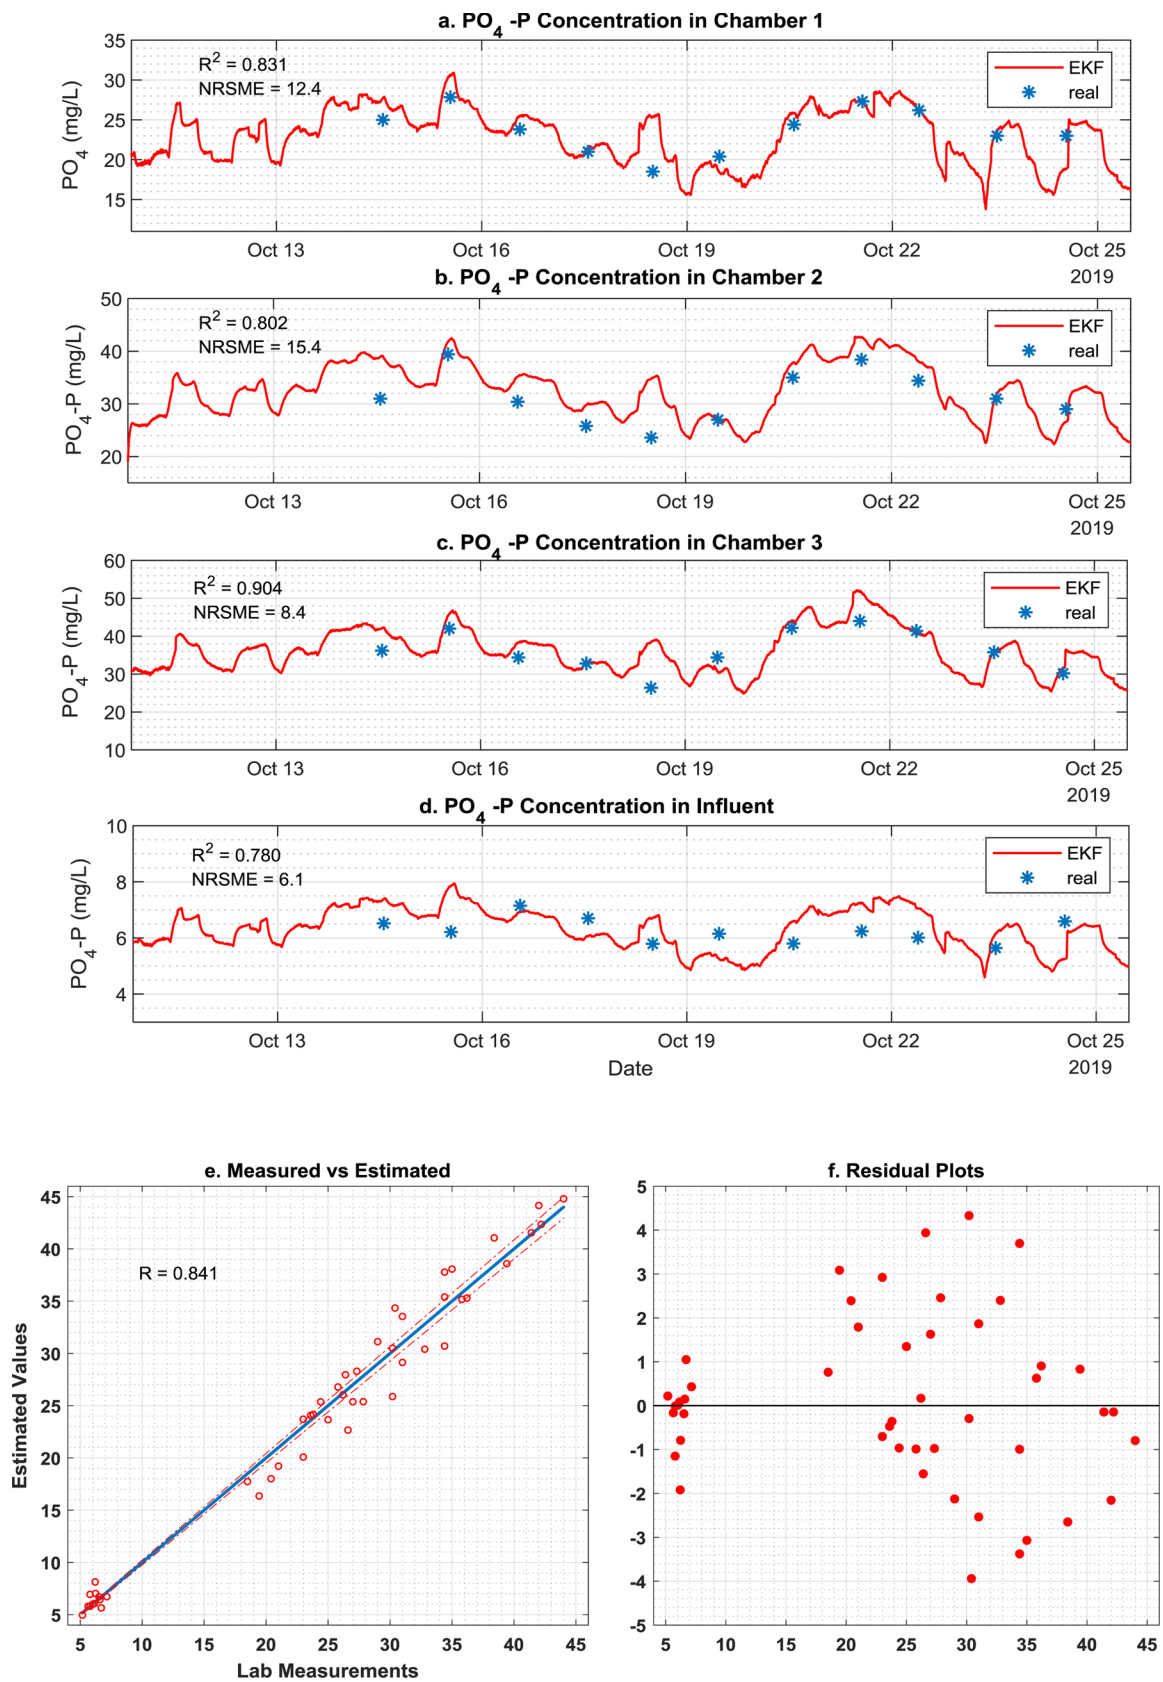 a. PO4 -P Concentration in Chamber 1
R2 = 0.831
NRSME = 12.4
EKF
real
PO4 (mg/L)
35
30
25
20
15
Oct 13
Oct 16
Oct 19
Oct 22
Oct 25
2019
b. PO4 -P Concentration in Chamber 2
R2 = 0.802
NRSME = 15.4
EKF
real
PO4-P (mg/L)
50
40
30
20
Oct 13
Oct 16
Oct 19
Oct 22
Oct 25
2019
c. PO4 -P Concentration in Chamber 3
R2 = 0.904
NRSME = 8.4
EKF
real
PO4-P (mg/L)
60
50
40
30
20
10
Oct 13
Oct 16
Oct 19
Oct 22
Oct 25
2019
d. PO4 -P Concentration in Influent
R2 = 0.780
NRSME = 6.1
EKF
real
PO4-P (mg/L)
10
8
6
4
Oct 13
Oct 16
Oct 19
Oct 22
Oct 25
2019
Date
e. Measured vs Estimated
R = 0.841
Estimated Values
45
40
35
30
25
20
15
10
5
5 10 15 20 25 30 35 40 45
Lab Measurements
f. Residual Plots
5
4
3
2
1
0
-1
-2
-3
-4
-5
5 10 15 20 25 30 35 40 45